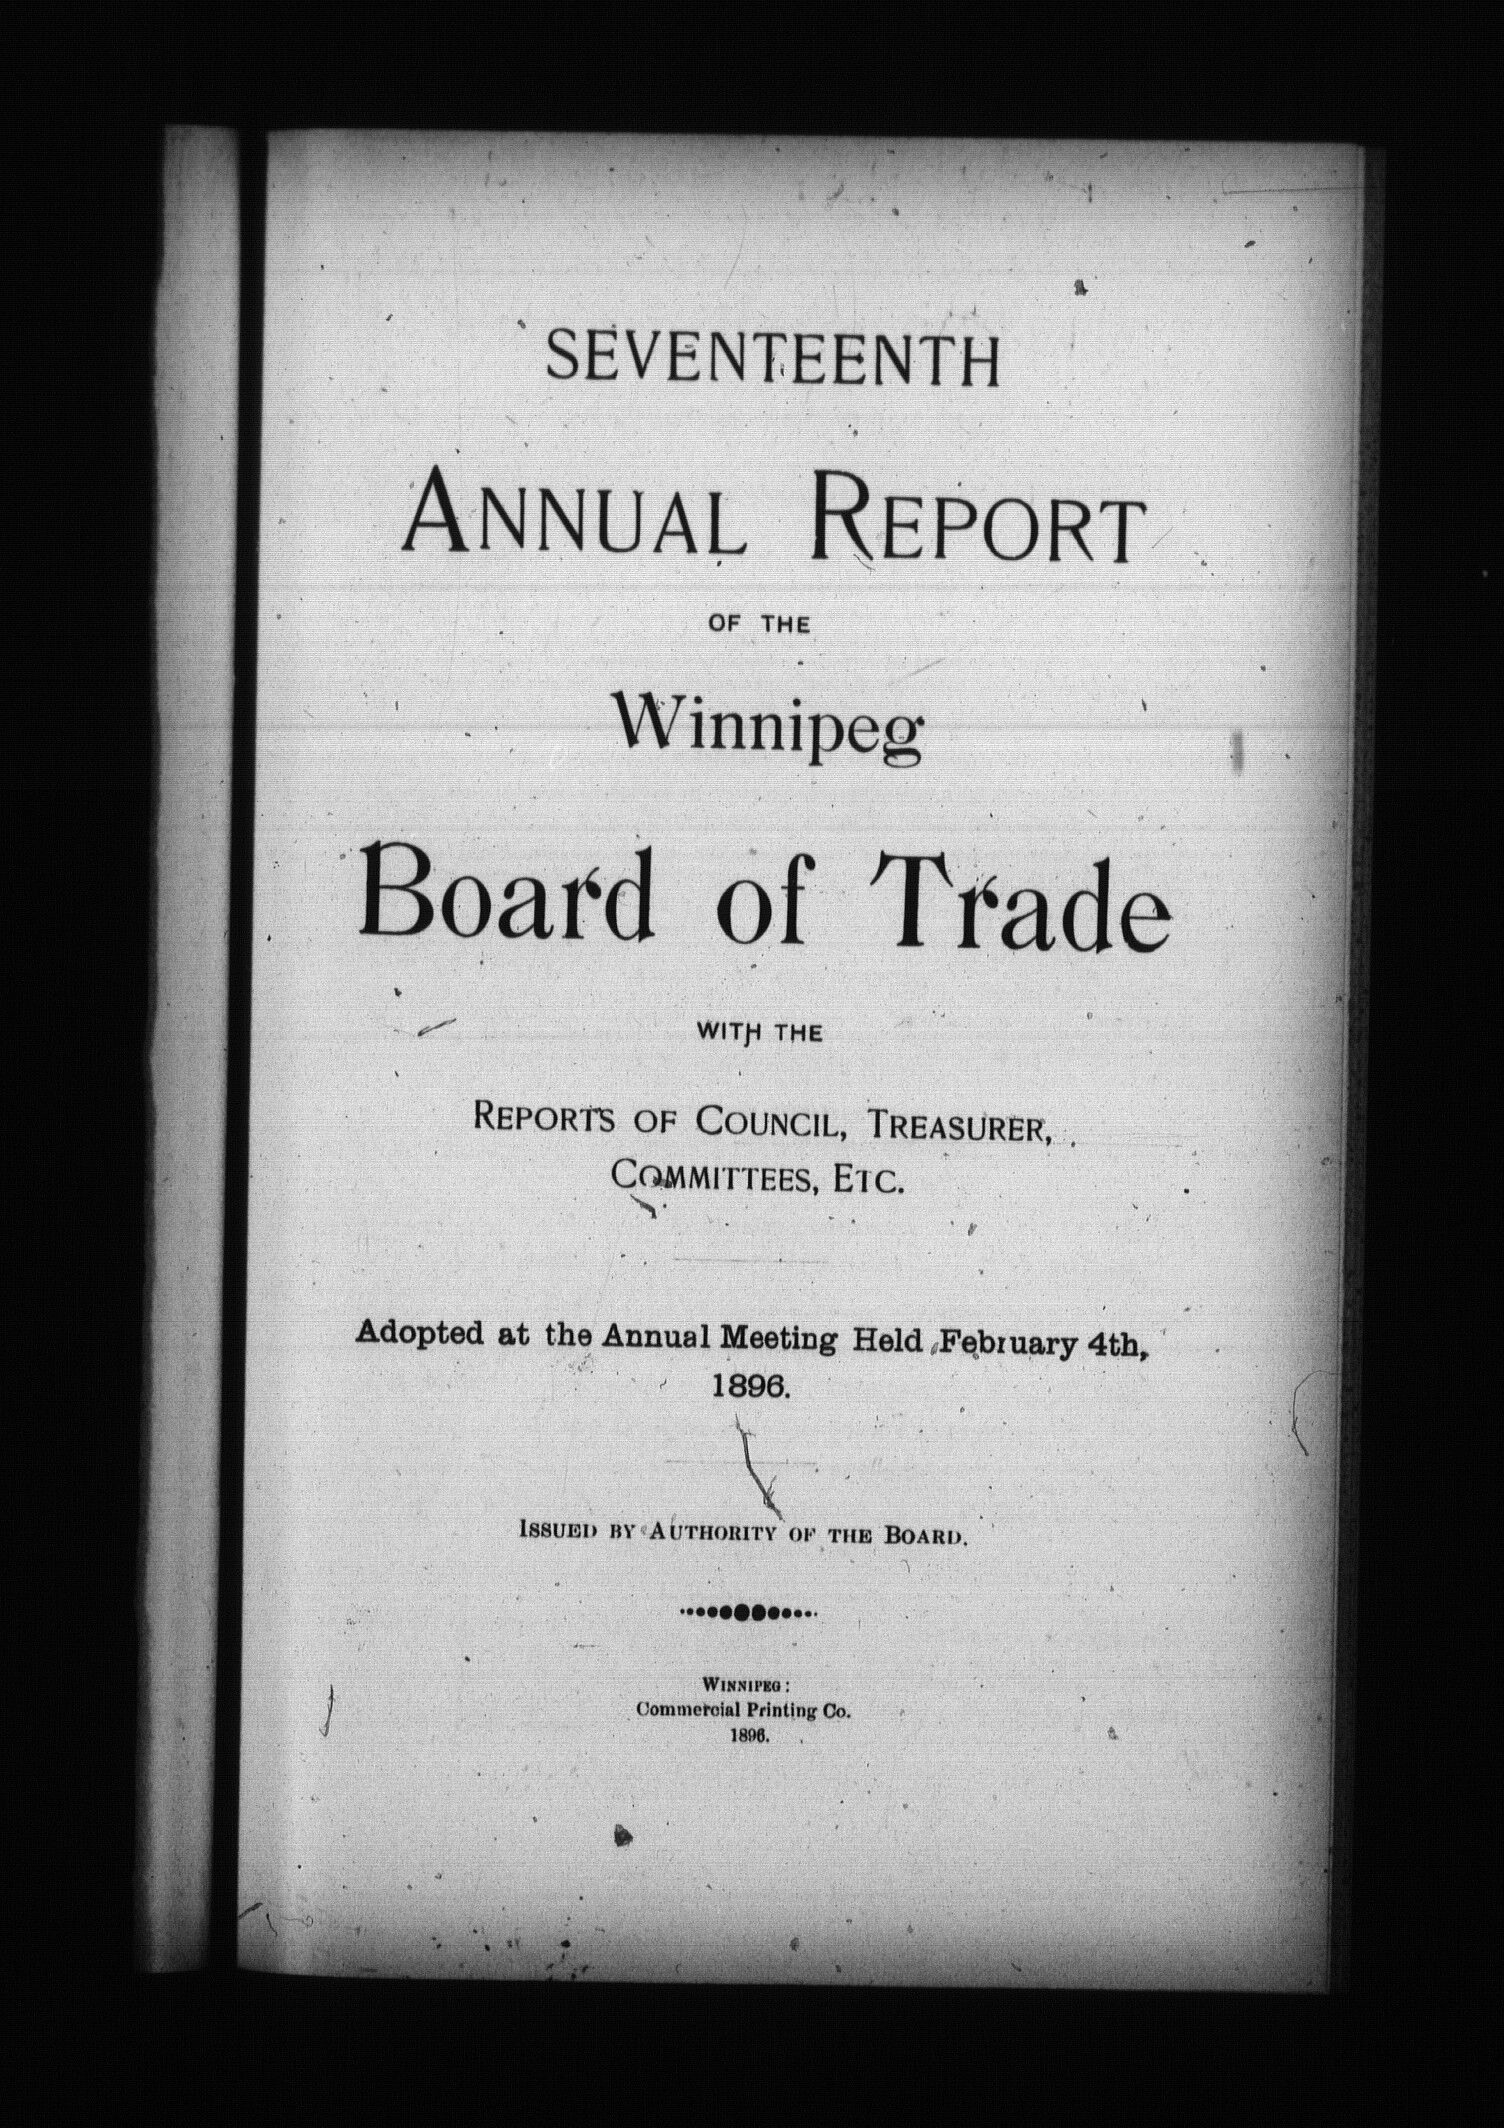 SEVENTEENTH
ANNUAL REPORT
OF THE
Winnipeg
Board of Trade
WITH THE
REPORTS OF COUNCIL, TREASURER,
COMMITTEES, ETC.
Adopted at the Annual Meeting Held February 4th,
1896.
ISSUED BY AUTHORITY OF THE BOARD.
WINNIPEG:
Commercial Printing Co.
1896.